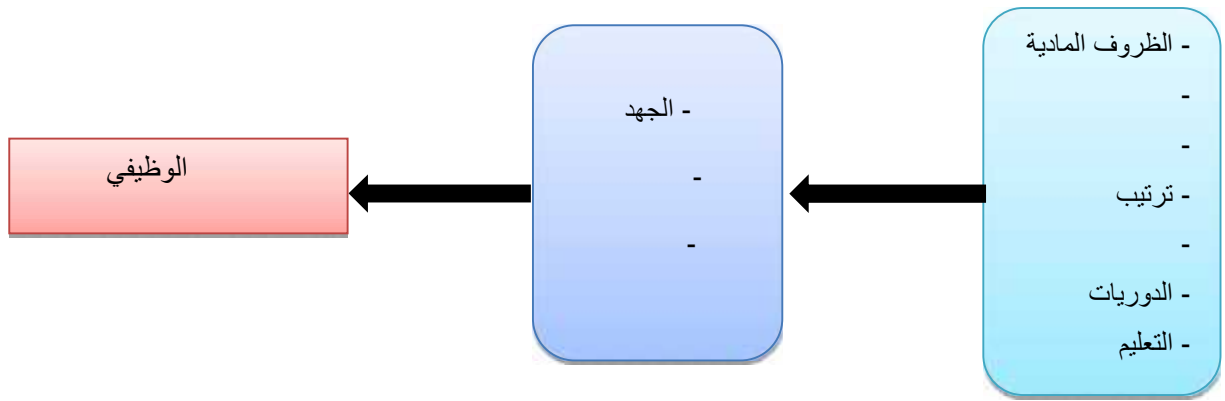 - الظروف المادية
-
-
- ترتيب
-
- الدوريات
- التعليم
- الجهد
-
-
الوظيفي